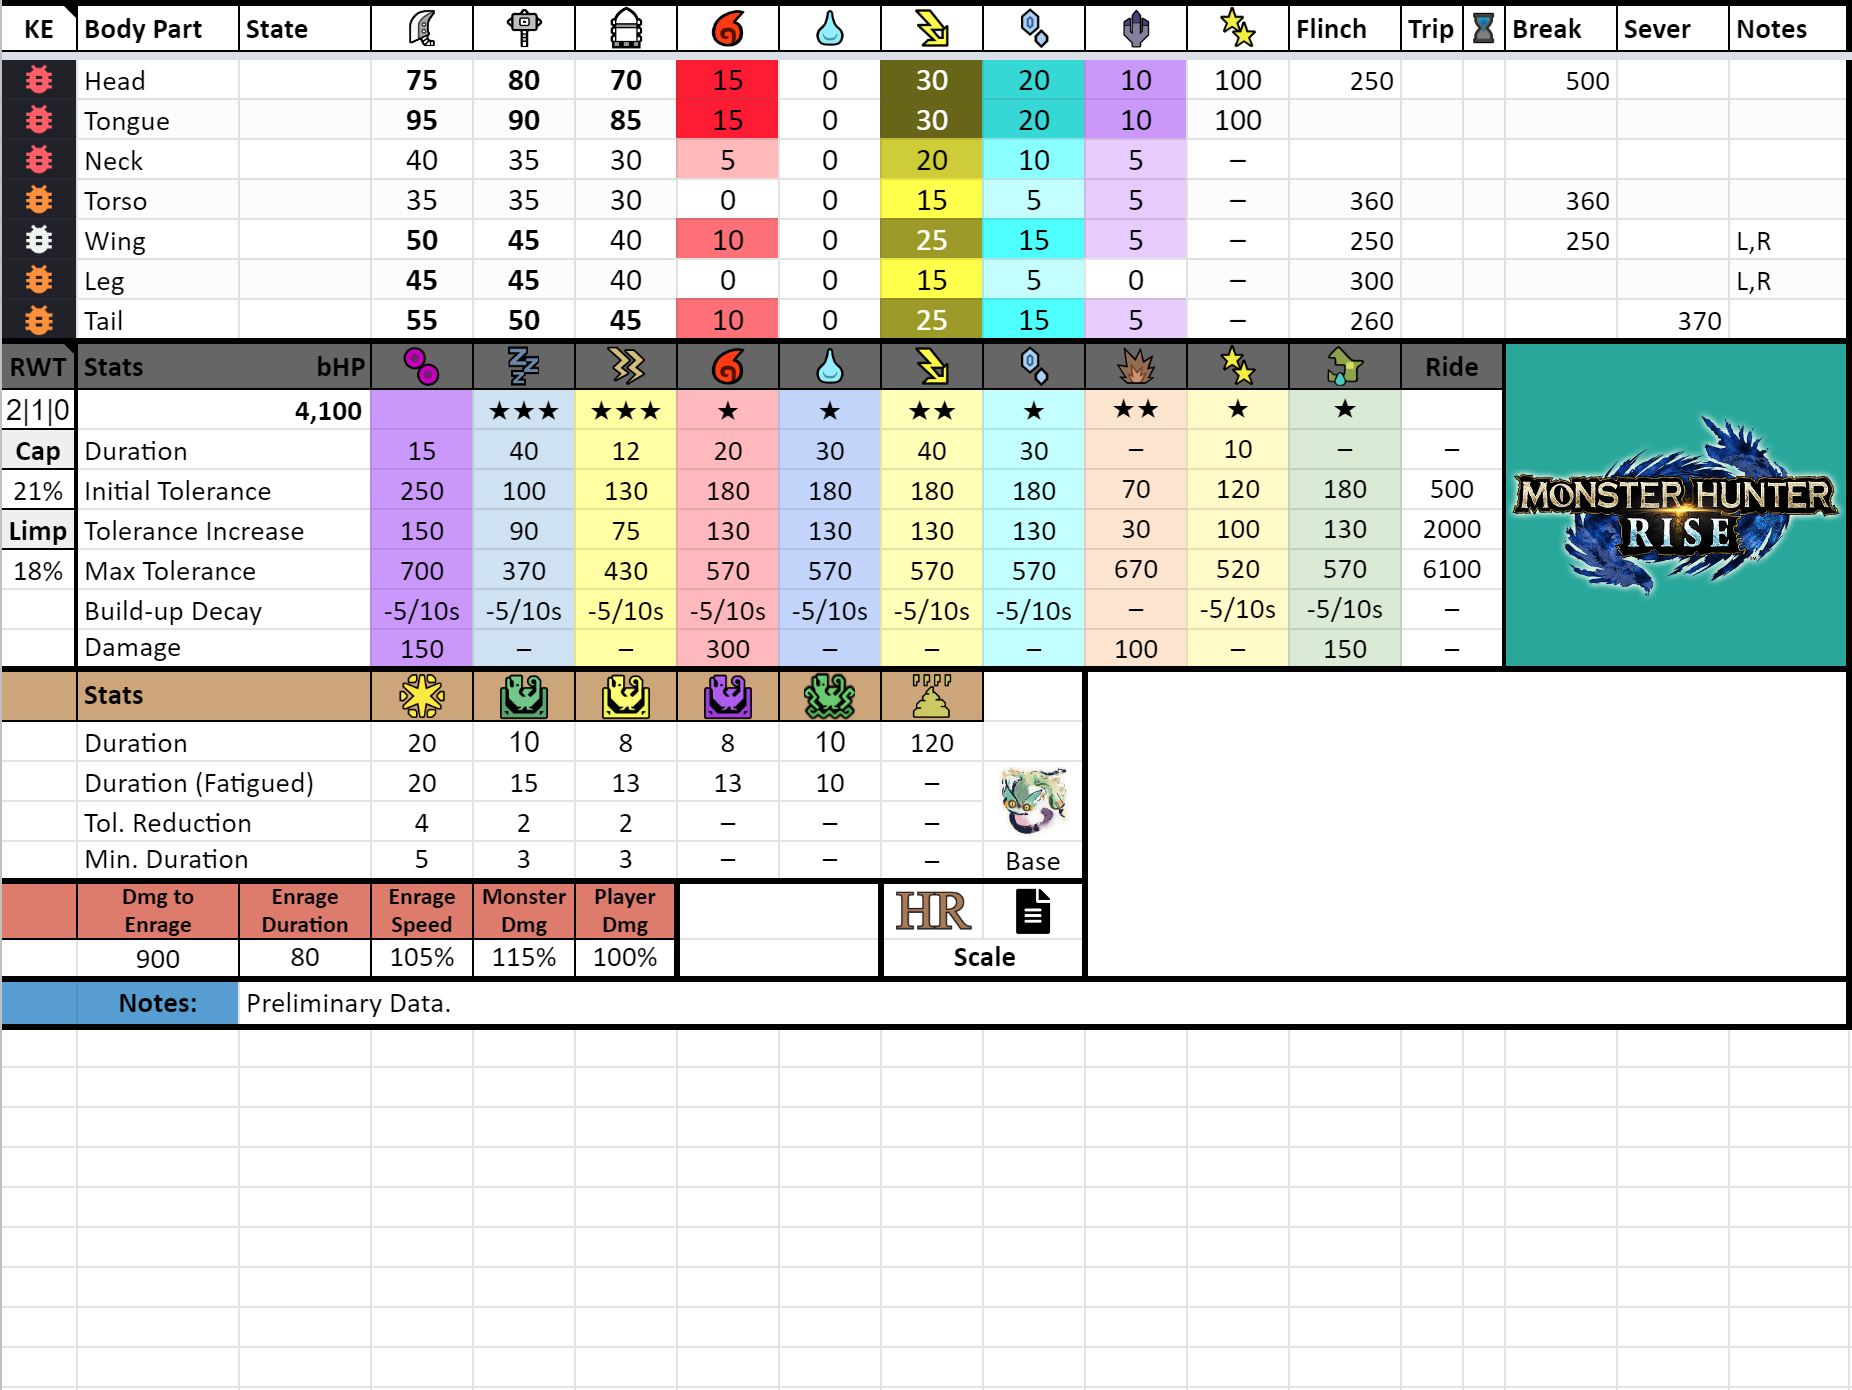 KE Body Part State Flinch Trip Break Sever Notes
Head 75 80 70 15 0 30 20 10 100 250 500
Tongue 95 90 85 15 0 30 20 10 100
Neck 40 35 30 5 0 20 10 5 –
Torso 35 35 30 0 0 15 5 5 – 360 360
Wing 50 45 40 10 0 25 15 5 – 250 250 L,R
Leg 45 45 40 0 0 15 5 0 – 300 L,R
Tail 55 50 45 10 0 25 15 5 – 260 370
RWT Stats bHP Ride
2|1|0 4,100 ★★★ ★★★ ★ ★ ★★ ★ ★★ ★ ★
Cap Duration 15 40 12 20 30 40 30 – 10 – –
21% Initial Tolerance 250 100 130 180 180 180 180 70 120 180 500
Limp Tolerance Increase 150 90 75 130 130 130 130 30 100 130 2000
18% Max Tolerance 700 370 430 570 570 570 570 670 520 570 6100
Build-up Decay -5/10s -5/10s -5/10s -5/10s -5/10s -5/10s -5/10s – -5/10s -5/10s –
Damage 150 – – 300 – – – 100 – 150 –
MONSTER HUNTER
RISE
Stats
Duration 20 10 8 8 10 120
Duration (Fatigued) 20 15 13 13 10 –
Tol. Reduction 4 2 2 – – –
Min. Duration 5 3 3 – – – Base
Dmg to Enrage Enrage Monster Player
Enrage Duration Speed Dmg Dmg
HR
900 80 105% 115% 100% Scale
Notes: Preliminary Data.